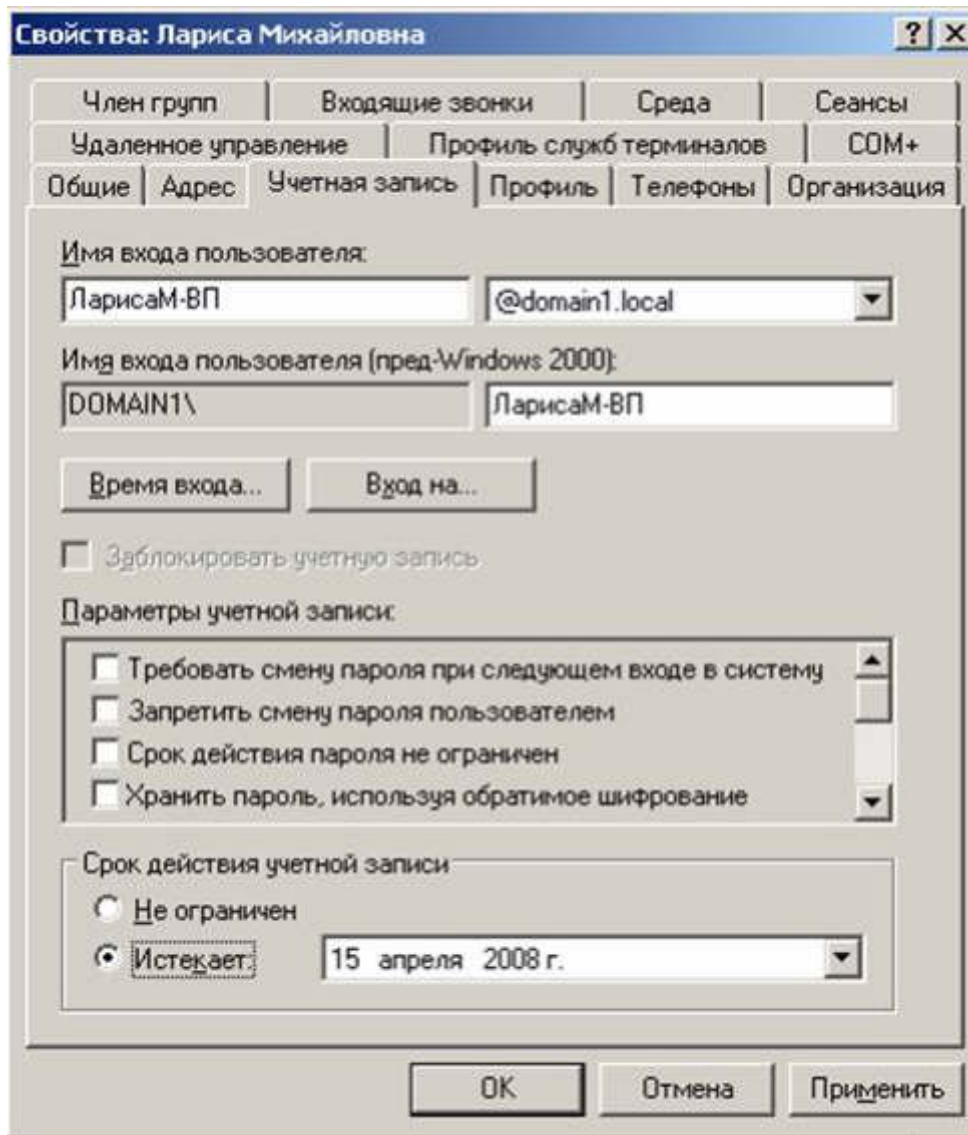 Свойства: Лариса Михайловна
Член групп Входящие звонки Среда Сеансы
Удаленное управление Профиль служб терминалов COM+
Общие Адрес Учетная запись Профиль Телефоны Организация
Имя входа пользователя:
ЛарисаМ-ВП @domain1.local
Имя входа пользователя (пред-Windows 2000):
DOMAIN1\ ЛарисаМ-ВП
Время входа... Вход на...
Заблокировать учетную запись
Параметры учетной записи:
Требовать смену пароля при следующем входе в систему
Запретить смену пароля пользователем
Срок действия пароля не ограничен
Хранить пароль, используя обратимое шифрование
Срок действия учетной записи
Не ограничен
Истекает: 15 апреля 2008 г.
OK Отмена Применить